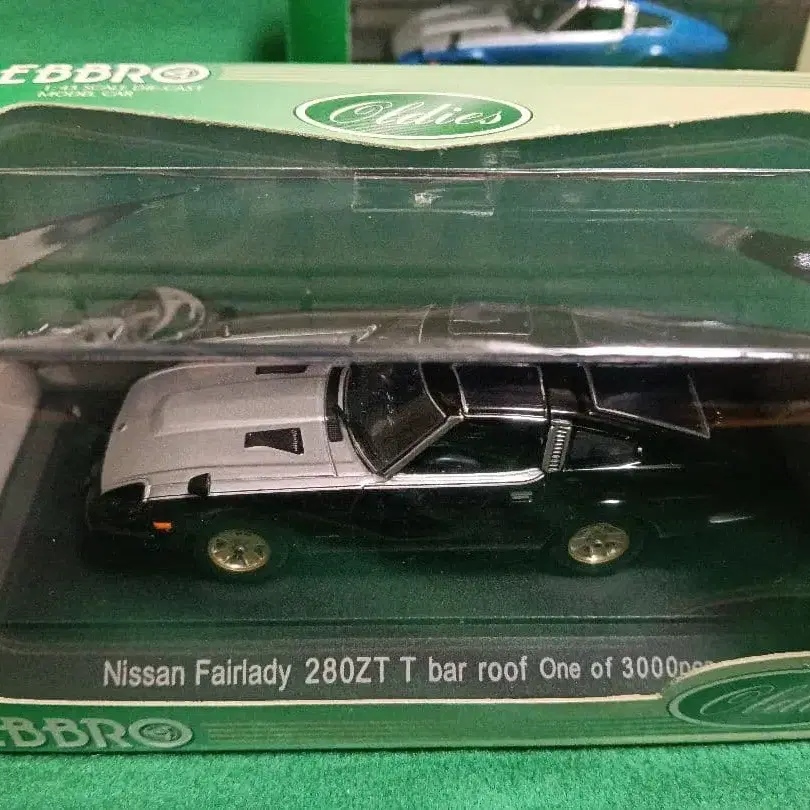 EBBRO
1:43 SCALE DIE-CAST
MODEL CAR
Oldies
Nissan Fairlady 280ZT T bar roof One of 3000pcs
Oldies
EBBRO